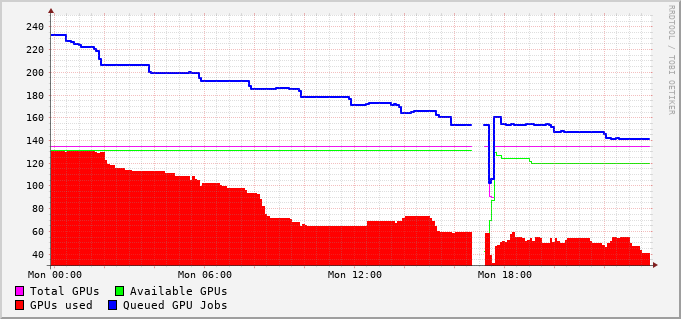 RRDTOOL / TOBI OETIKER
240
220
200
180
160
140
120
100
80
60
40
Mon 00:00 Mon 06:00 Mon 12:00 Mon 18:00
Total GPUs Available GPUs
GPUs used Queued GPU Jobs